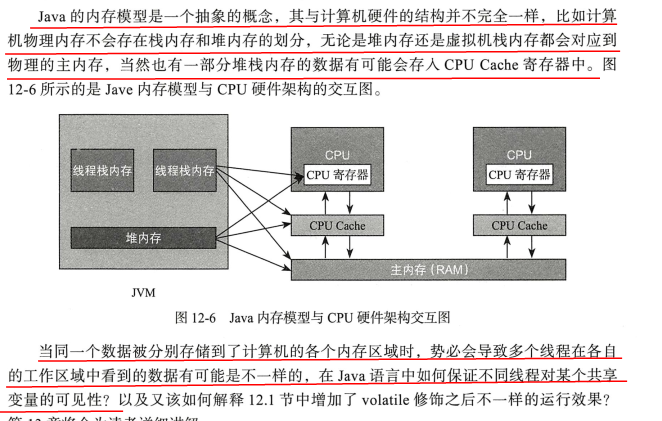 Java 的内存模型是一个抽象的概念，其与计算机硬件的结构并不完全一样，比如计算
机物理内存不会存在栈内存和堆内存的划分，无论是堆内存还是虚拟机栈内存都会对应到
物理的主内存，当然也有一部分堆栈内存的数据有可能会存入 CPU Cache 寄存器中。图
12-6 所示的是 Jave 内存模型与 CPU 硬件架构的交互图。
线程栈内存
线程栈内存
堆内存
JVM
CPU
CPU 寄存器
CPU Cache
CPU
CPU 寄存器
CPU Cache
主内存（RAM）
图 12-6 Java 内存模型与 CPU 硬件架构交互图
当同一个数据被分别存储到了计算机的各个内存区域时，势必会导致多个线程在各自
的工作区域中看到的数据有可能是不一样的，在 Java 语言中如何保证不同线程对某个共享
变量的可见性？以及又该如何解释 12.1 节中增加了 volatile 修饰之后不一样的运行效果？